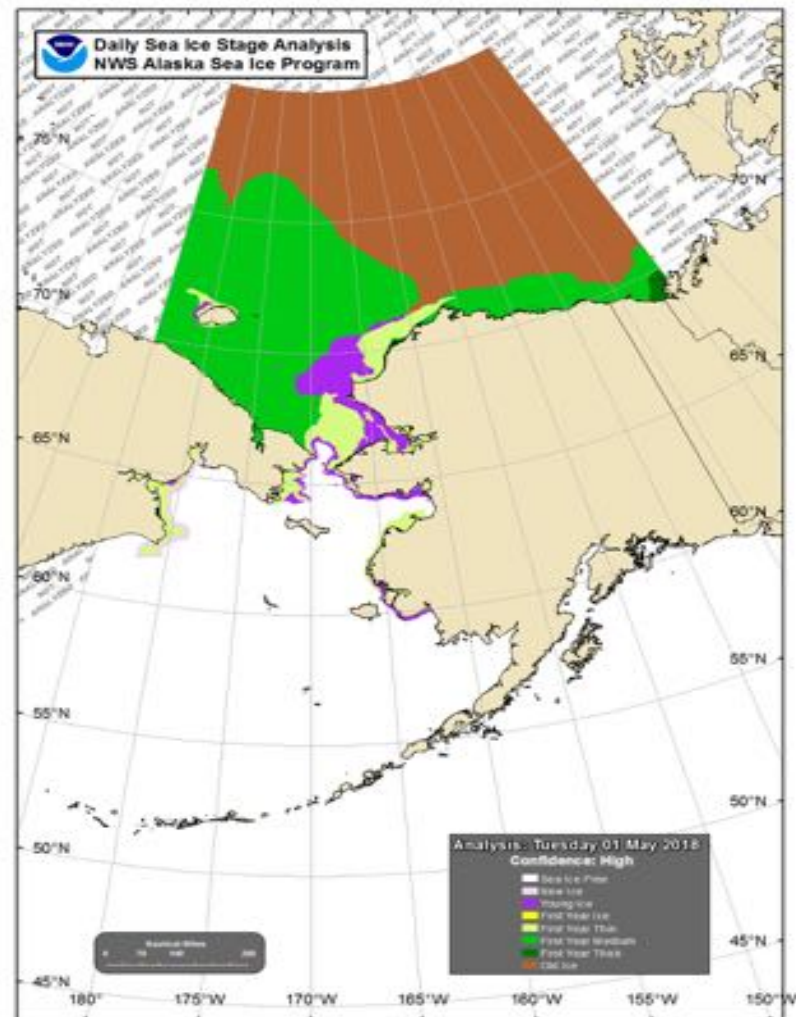 Daily Sea Ice Stage Analysis
NWS Alaska Sea Ice Program
NOT ANALYZED
75°N
70°N
70°N
65°N
65°N
60°N
60°N
55°N
55°N
50°N
50°N
45°N
45°N
180°
175°W
170°W
165°W
160°W
155°W
150°W
Analysis: Tuesday 01 May 2018
Confidence: High
Sea Ice Free
New Ice
Young Ice
First Year Ice
First Year Thin
First Year Medium
First Year Thick
Old Ice
Nautical Miles